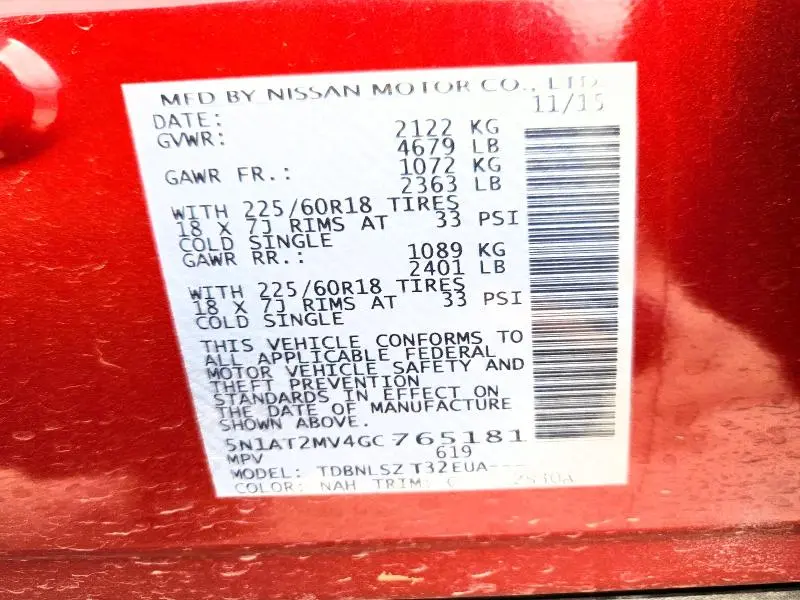 MFD BY NISSAN MOTOR CO., LTD.
DATE: 11/15
GVWR: 2122 KG
4679 LB
GAWR FR.: 1072 KG
2363 LB
WITH 225/60R18 TIRES
18 X 7J RIMS AT 33 PSI
COLD SINGLE
GAWR RR.: 1089 KG
2401 LB
WITH 225/60R18 TIRES
18 X 7J RIMS AT 33 PSI
COLD SINGLE
THIS VEHICLE CONFORMS TO
ALL APPLICABLE FEDERAL
MOTOR VEHICLE SAFETY AND
THEFT PREVENTION
STANDARDS IN EFFECT ON
THE DATE OF MANUFACTURE
SHOWN ABOVE.
5N1AT2MV4GC765181
MPV 619
MODEL: TDBNLSZ T32EUA---
COLOR: NAH TRIM: